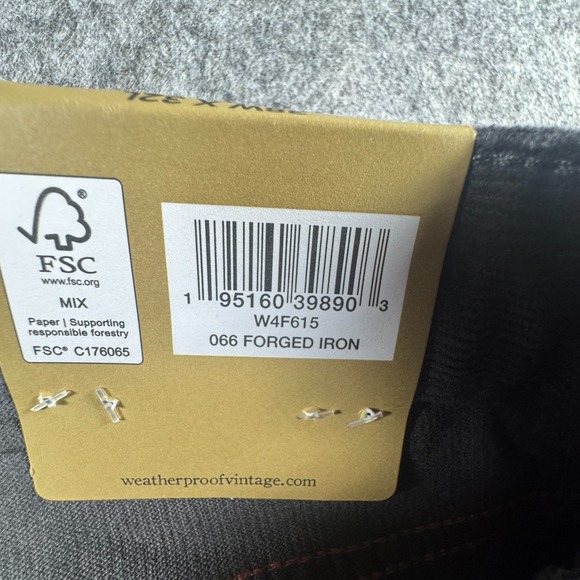 FSC
®
www.fsc.org
MIX
Paper | Supporting
responsible forestry
FSC® C176065
1 95160 39890 3
W4F615
066 FORGED IRON
weatherproofvintage.com